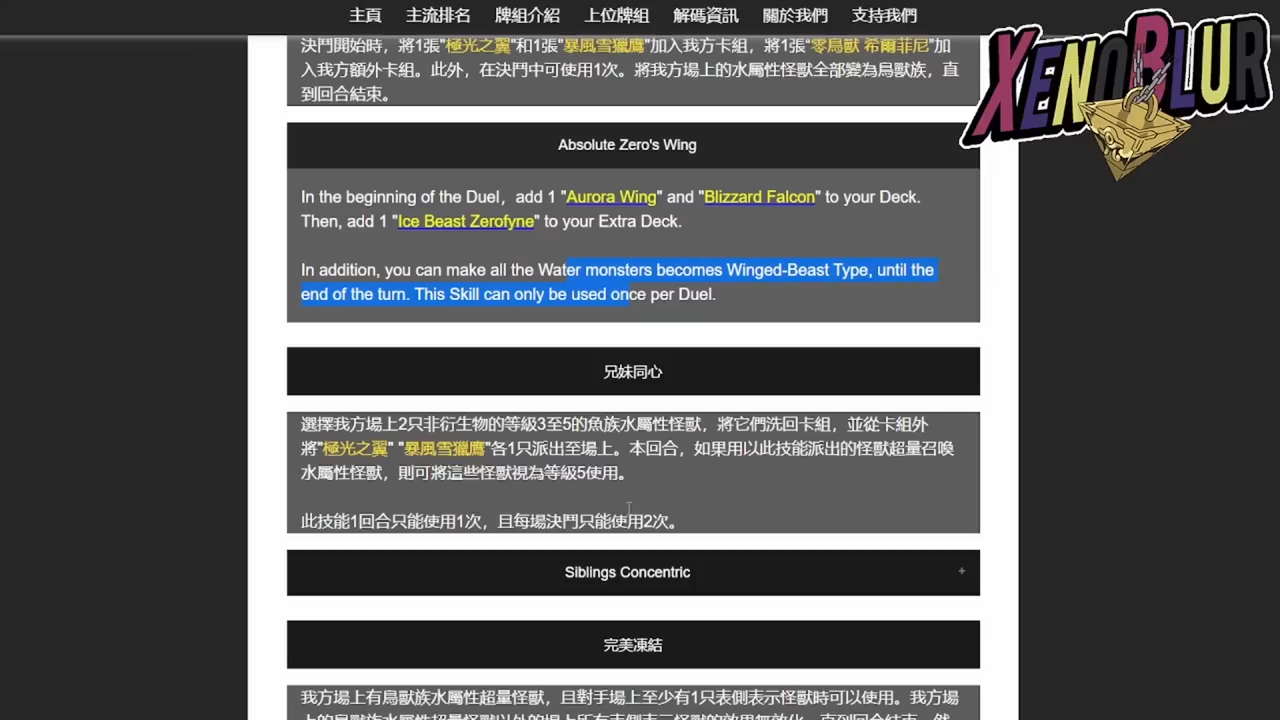 主頁 主流排名 牌組介紹 上位牌組 解碼資訊 關於我們 支持我們
XENOBLUR
決鬥開始時，將1張"極光之翼"和1張"暴風雪獵鷹"加入我方卡組，將1張"零鳥獸 希爾菲尼"加
入我方額外卡組。此外，在決鬥中可使用1次。將我方場上的水屬性怪獸全部變為鳥獸族，直
到回合結束。
Absolute Zero's Wing
In the beginning of the Duel，add 1 "Aurora Wing" and "Blizzard Falcon" to your Deck.
Then, add 1 "Ice Beast Zerofyne" to your Extra Deck.
In addition, you can make all the Water monsters becomes Winged-Beast Type, until the
end of the turn. This Skill can only be used once per Duel.
兄妹同心
選擇我方場上2只非衍生物的等級3至5的魚族水屬性怪獸，將它們洗回卡組，並從卡組外
將"極光之翼" "暴風雪獵鷹"各1只派出至場上。本回合，如果用以此技能派出的怪獸超量召喚
水屬性怪獸，則可將這些怪獸視為等級5使用。
此技能1回合只能使用1次，且每場決鬥只能使用2次。
Siblings Concentric +
完美凍結
我方場上有鳥獸族水屬性超量怪獸，且對手場上至少有1只表側表示怪獸時可以使用。我方場
上的鳥獸族水屬性超量怪獸以外的場上所有表側表示怪獸的效果無效化，直到回合結束。然